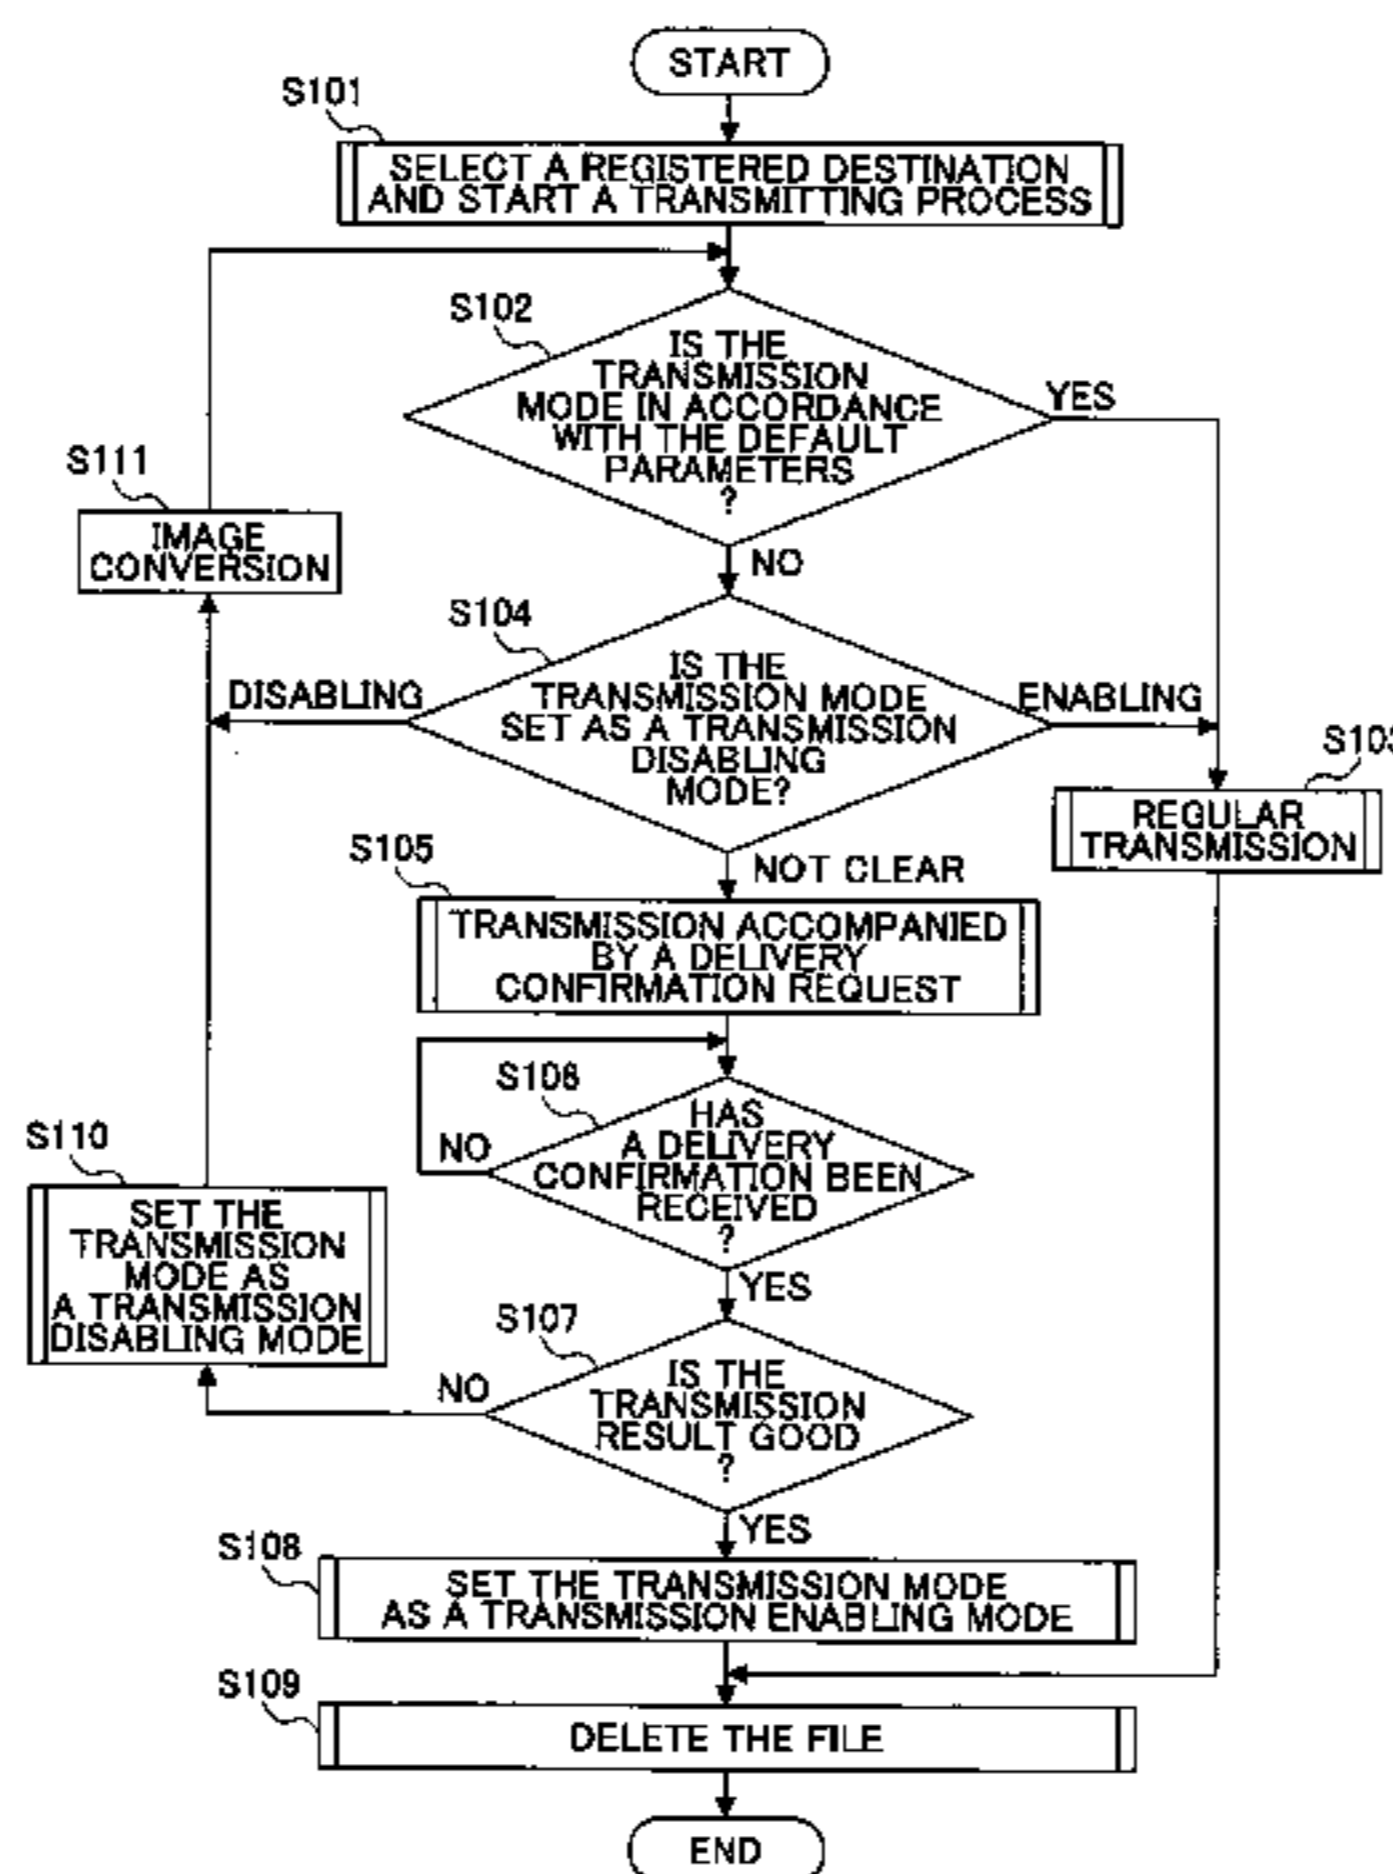 START
S101
SELECT A REGISTERED DESTINATION
AND START A TRANSMITTING PROCESS
S102
IS THE
TRANSMISSION
MODE IN ACCORDANCE
WITH THE DEFAULT
PARAMETERS
?
YES
NO
S111
IMAGE
CONVERSION
S104
IS THE
TRANSMISSION MODE
SET AS A TRANSMISSION
DISABLING
MODE?
DISABLING
ENABLING
S103
REGULAR
TRANSMISSION
NOT CLEAR
S105
TRANSMISSION ACCOMPANIED
BY A DELIVERY
CONFIRMATION REQUEST
S106
HAS
A DELIVERY
CONFIRMATION BEEN
RECEIVED
?
NO
YES
S110
SET THE
TRANSMISSION
MODE AS
A TRANSMISSION
DISABLING MODE
S107
IS THE
TRANSMISSION
RESULT GOOD
?
NO
YES
S108
SET THE TRANSMISSION MODE
AS A TRANSMISSION ENABLING MODE
S109
DELETE THE FILE
END